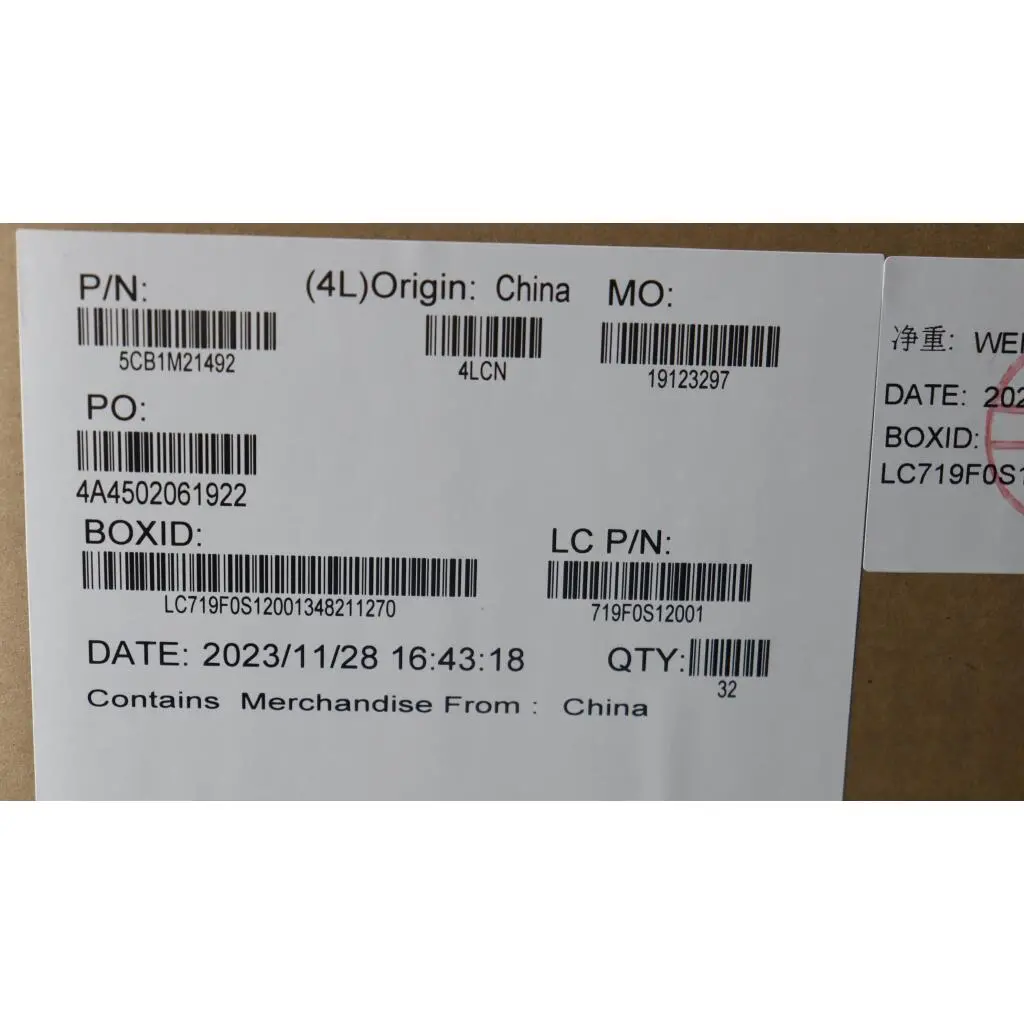 P/N: (4L)Origin: China MO:
5CB1M21492 4LCN 19123297
PO:
4A4502061922
BOXID: LC P/N:
LC719F0S12001348211270 719F0S12001
DATE: 2023/11/28 16:43:18 QTY:
32
Contains Merchandise From : China
净重:
DATE:
BOXID:
LC719F0S